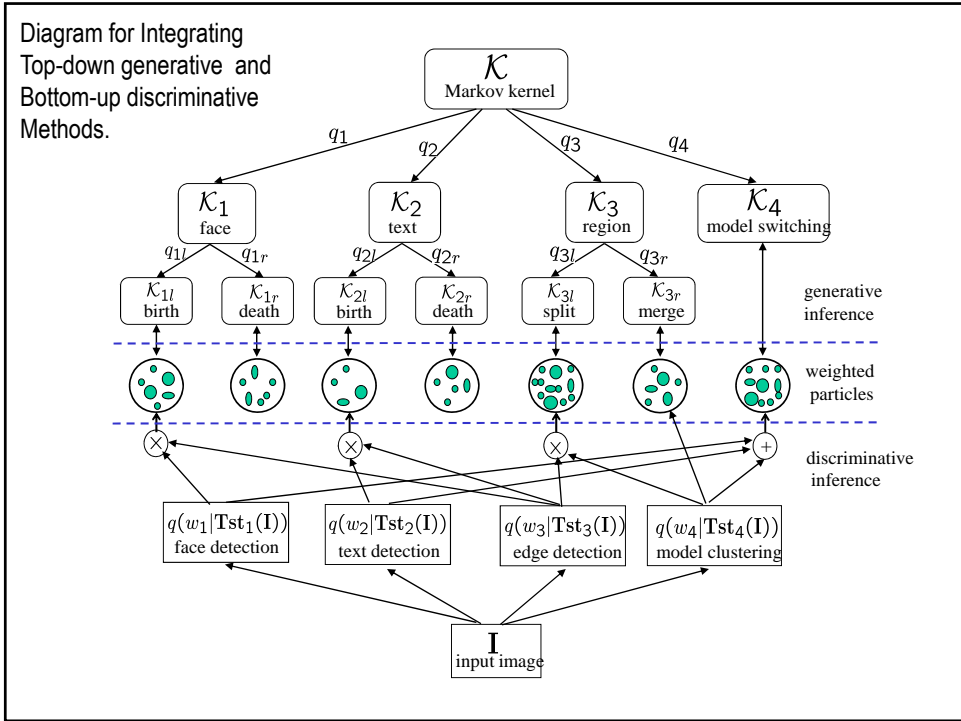 Diagram for Integrating
Top-down generative and
Bottom-up discriminative
Methods.
𝒦
Markov kernel
q₁ q₂ q₃ q₄
𝒦₁ 𝒦₂ 𝒦₃ 𝒦₄
face text region model switching
q₁ₗ q₁ᵣ q₂ₗ q₂ᵣ q₃ₗ q₃ᵣ
𝒦₁ₗ 𝒦₁ᵣ 𝒦₂ₗ 𝒦₂ᵣ 𝒦₃ₗ 𝒦₃ᵣ
birth death birth death split merge
generative
inference
weighted
particles
× × × +
discriminative
inference
q(w₁|Tst₁(I)) q(w₂|Tst₂(I)) q(w₃|Tst₃(I)) q(w₄|Tst₄(I))
face detection text detection edge detection model clustering
I
input image